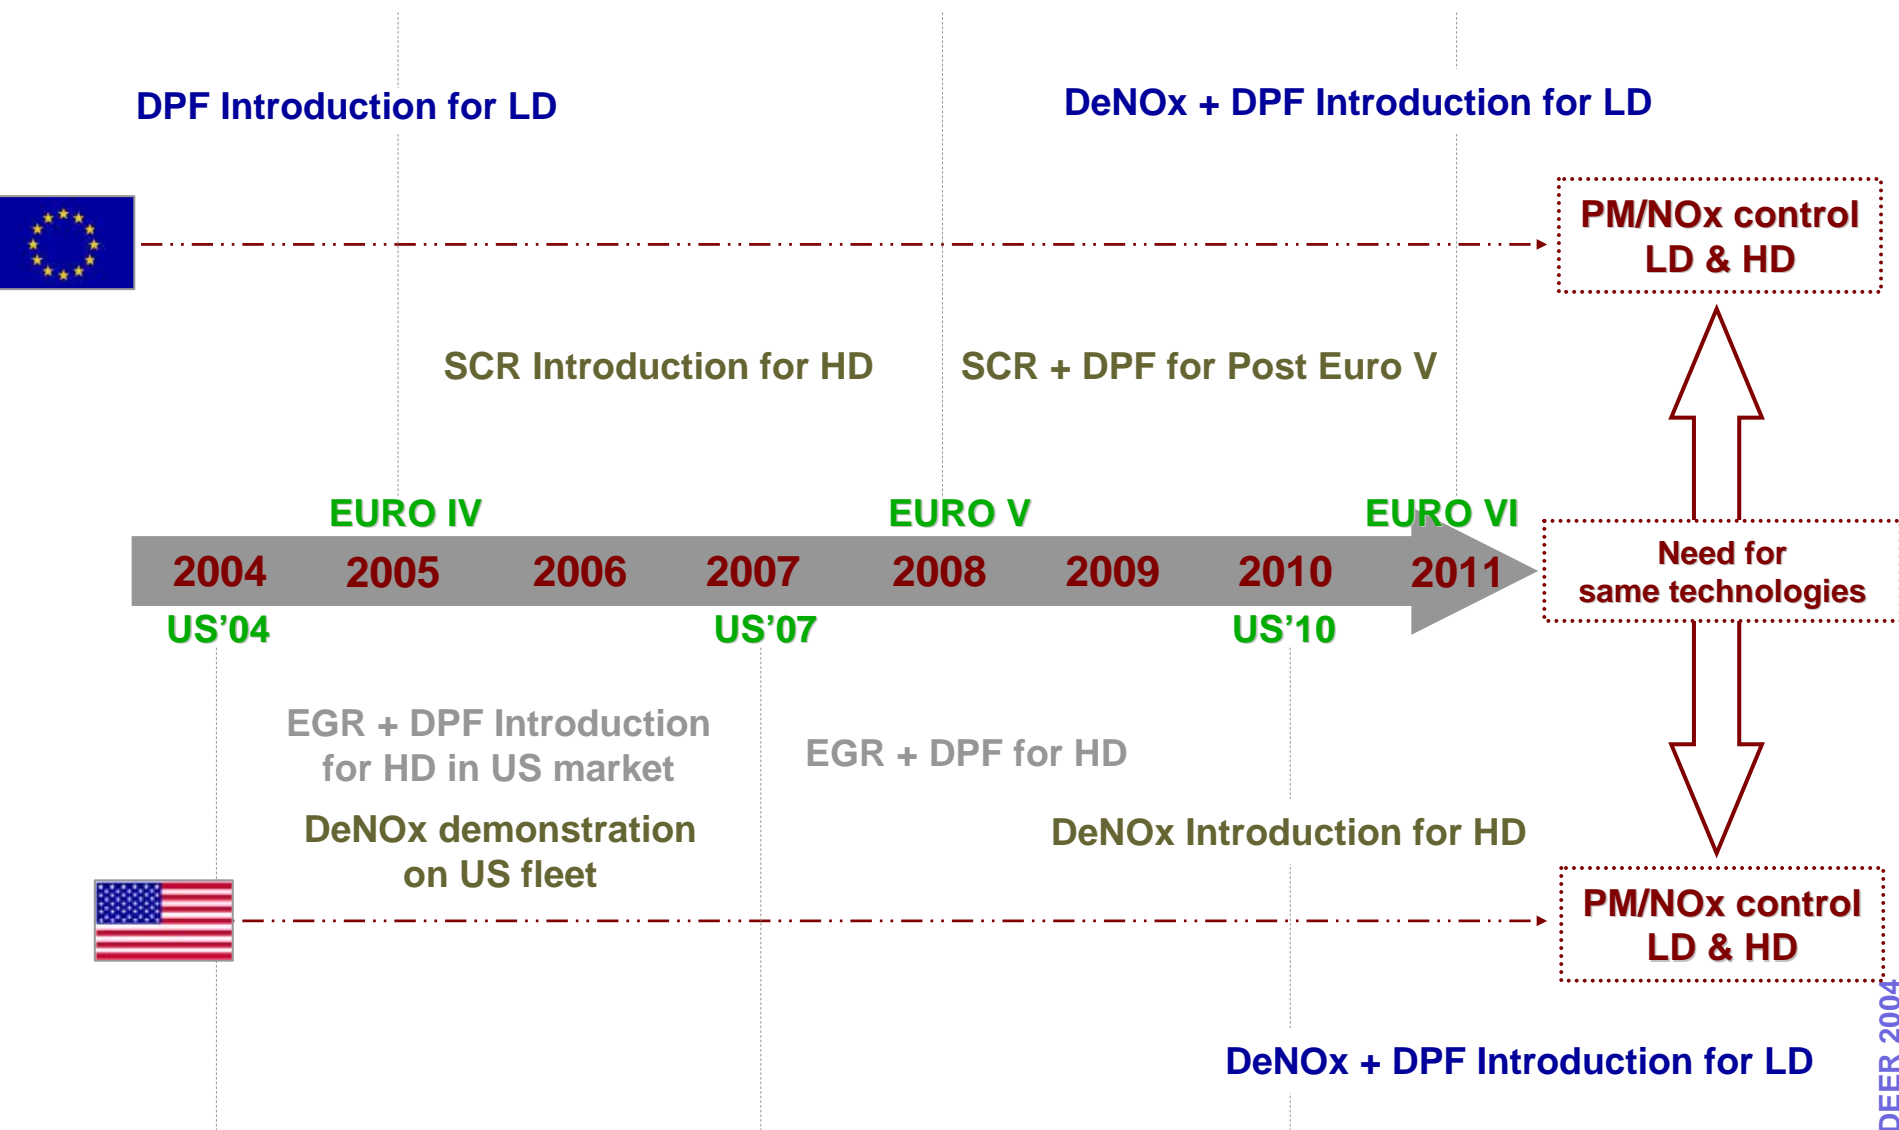 DPF Introduction for LD
DeNOx + DPF Introduction for LD
PM/NOx control
LD & HD
SCR Introduction for HD
SCR + DPF for Post Euro V
EURO IV
EURO V
EURO VI
2004
2005
2006
2007
2008
2009
2010
2011
Need for
same technologies
US’04
US’07
US’10
EGR + DPF Introduction
for HD in US market
EGR + DPF for HD
DeNOx demonstration
on US fleet
DeNOx Introduction for HD
PM/NOx control
LD & HD
DeNOx + DPF Introduction for LD
DEER 2004